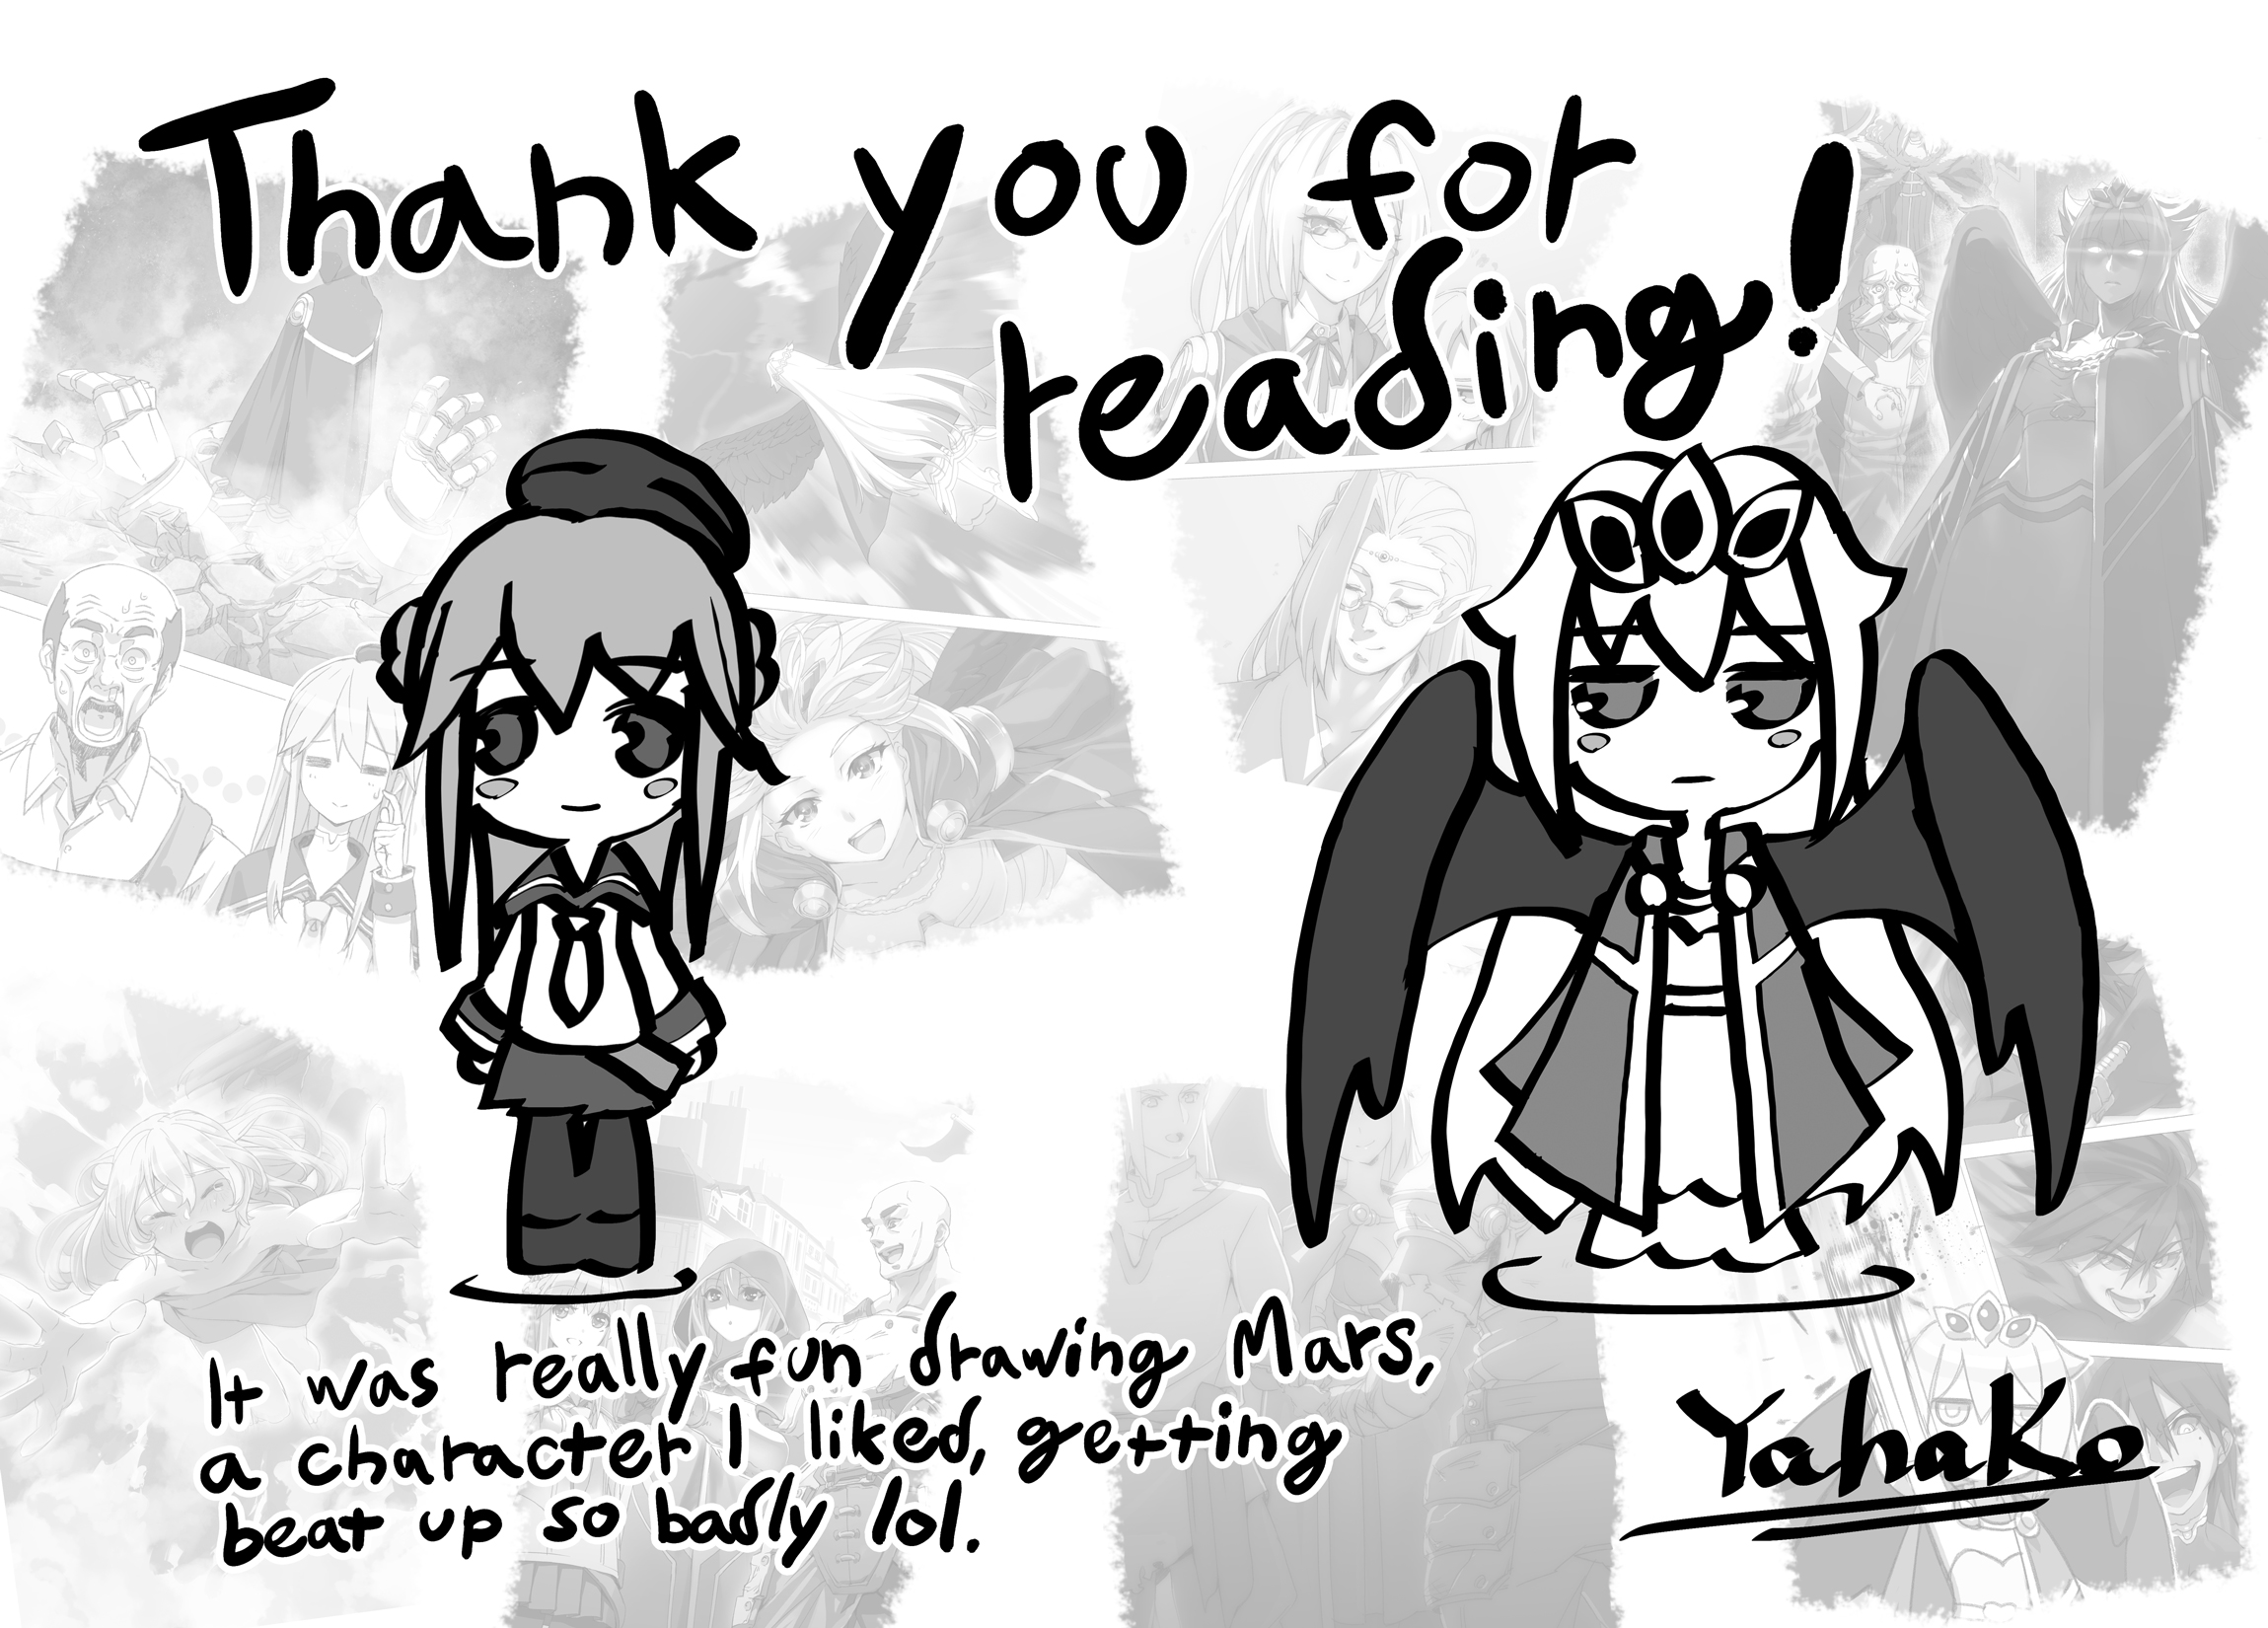 Thank you for
reading!
It was really fun drawing Mars,
a character I liked, getting
beat up so badly lol.
Yahako